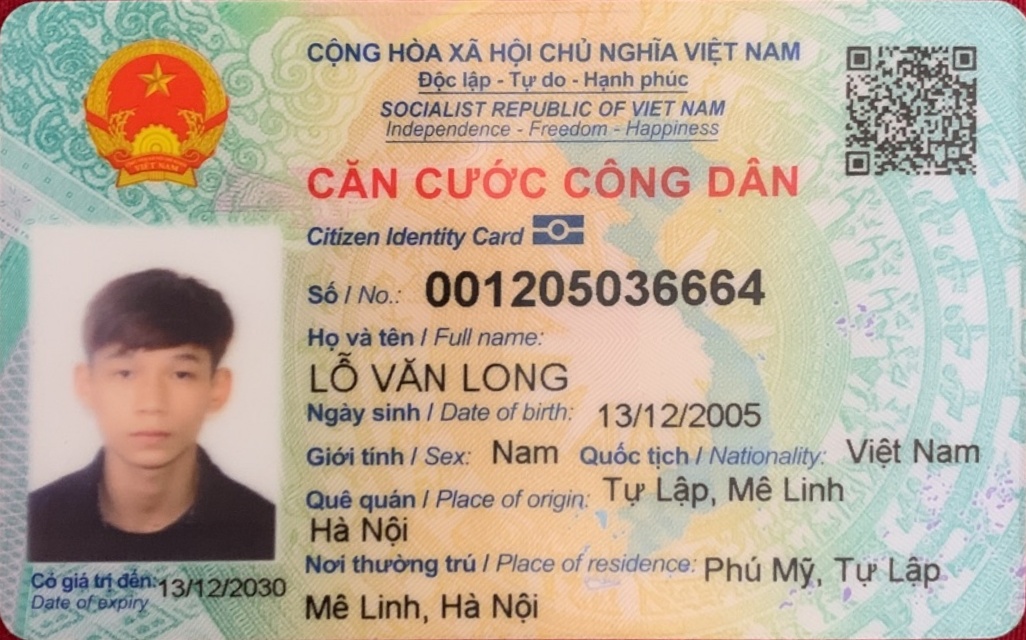 CỘNG HÒA XÃ HỘI CHỦ NGHĨA VIỆT NAM
Độc lập - Tự do - Hạnh phúc
SOCIALIST REPUBLIC OF VIET NAM
Independence - Freedom - Happiness
VIỆT NAM
CĂN CƯỚC CÔNG DÂN
Citizen Identity Card
Số / No.: 001205036664
Họ và tên / Full name:
LỖ VĂN LONG
Ngày sinh / Date of birth: 13/12/2005
Giới tính / Sex: Nam Quốc tịch / Nationality: Việt Nam
Quê quán / Place of origin: Tự Lập, Mê Linh
Hà Nội
Nơi thường trú / Place of residence: Phú Mỹ, Tự Lập
Mê Linh, Hà Nội
Có giá trị đến: 13/12/2030
Date of expiry